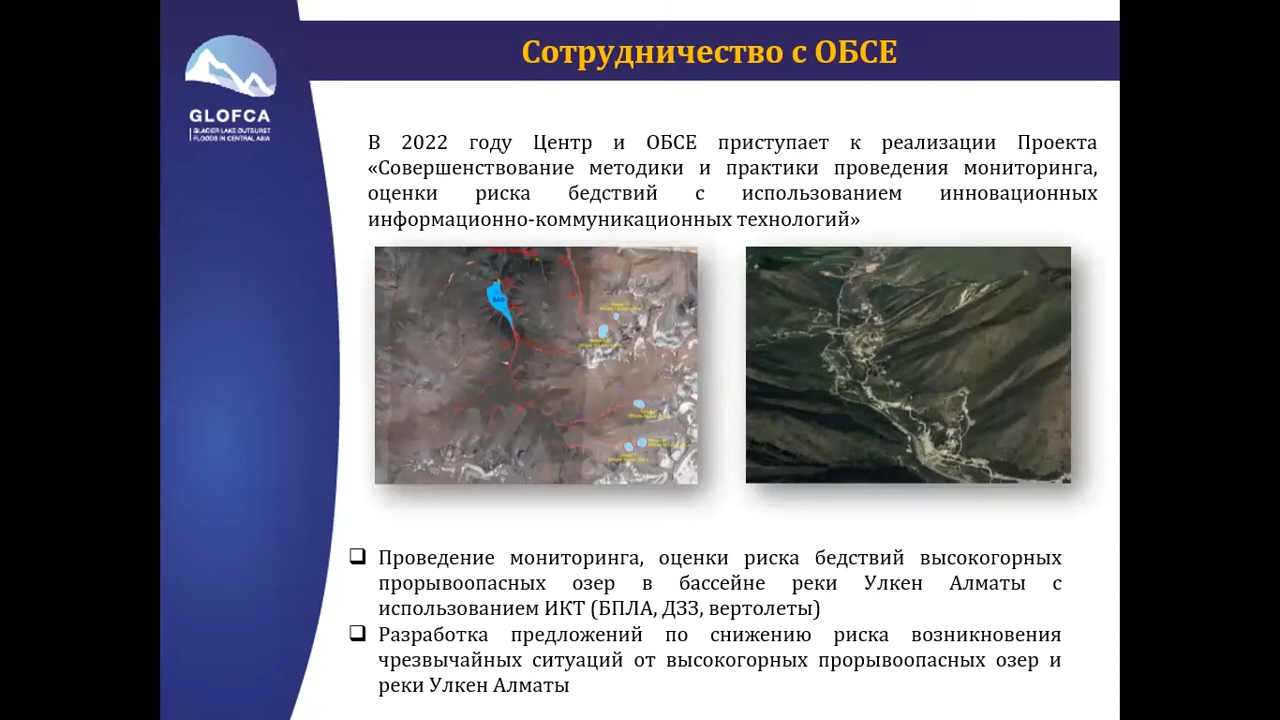 Сотрудничество с ОБСЕ
GLOFCA
GLACIER LAKE OUTBURST
FLOODS IN CENTRAL ASIA
В 2022 году Центр и ОБСЕ приступает к реализации Проекта
«Совершенствование методики и практики проведения мониторинга,
оценки риска бедствий с использованием инновационных
информационно-коммуникационных технологий»
БАО
❑ Проведение мониторинга, оценки риска бедствий высокогорных
прорывоопасных озер в бассейне реки Улкен Алматы с
использованием ИКТ (БПЛА, ДЗЗ, вертолеты)
❑ Разработка предложений по снижению риска возникновения
чрезвычайных ситуаций от высокогорных прорывоопасных озер и
реки Улкен Алматы